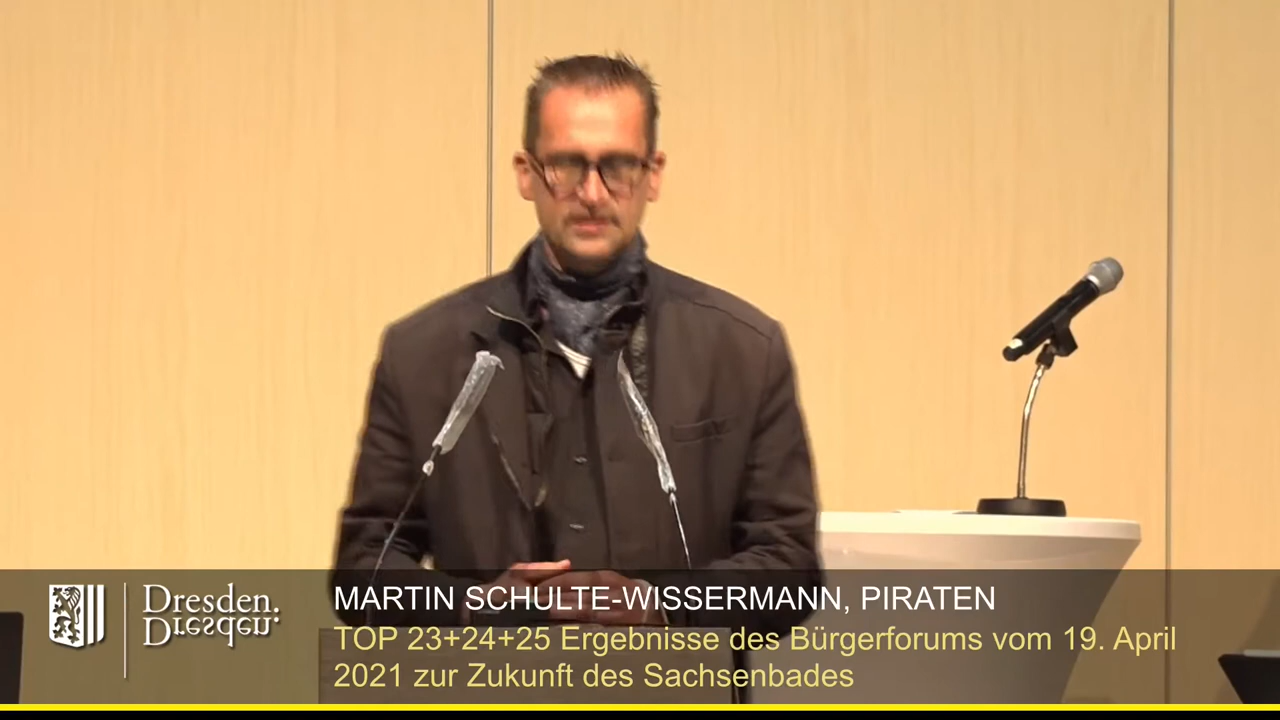 Dresden.
Dresden.
MARTIN SCHULTE-WISSERMANN, PIRATEN
TOP 23+24+25 Ergebnisse des Bürgerforums vom 19. April
2021 zur Zukunft des Sachsenbades